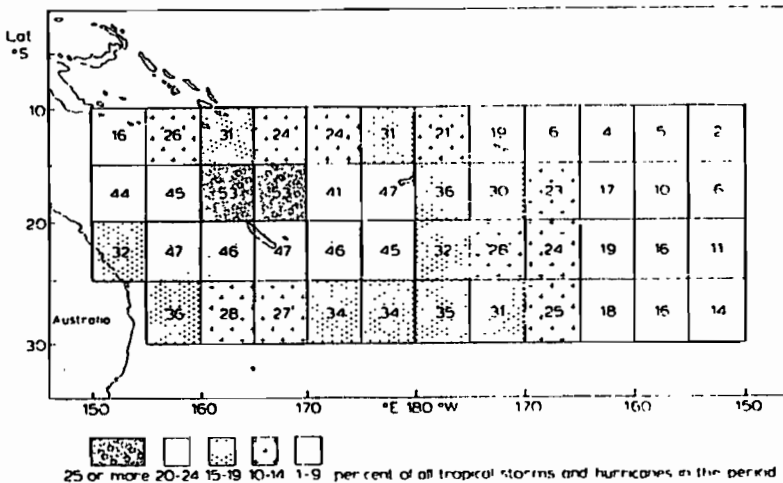 Lat
°S
10
16 26 31 24 24 31 21 19 6 4 5 2
44 45 53 53 41 47 36 30 23 17 10 6
20
32 47 46 47 46 45 32 28 24 19 16 11
Australia
36 28 27 34 34 35 31 25 18 16 14
30
150 160 170 °E 180 °W 170 160 150
25 or more 20-24 15-19 10-14 1-9 per cent of all tropical storms and hurricanes in the period